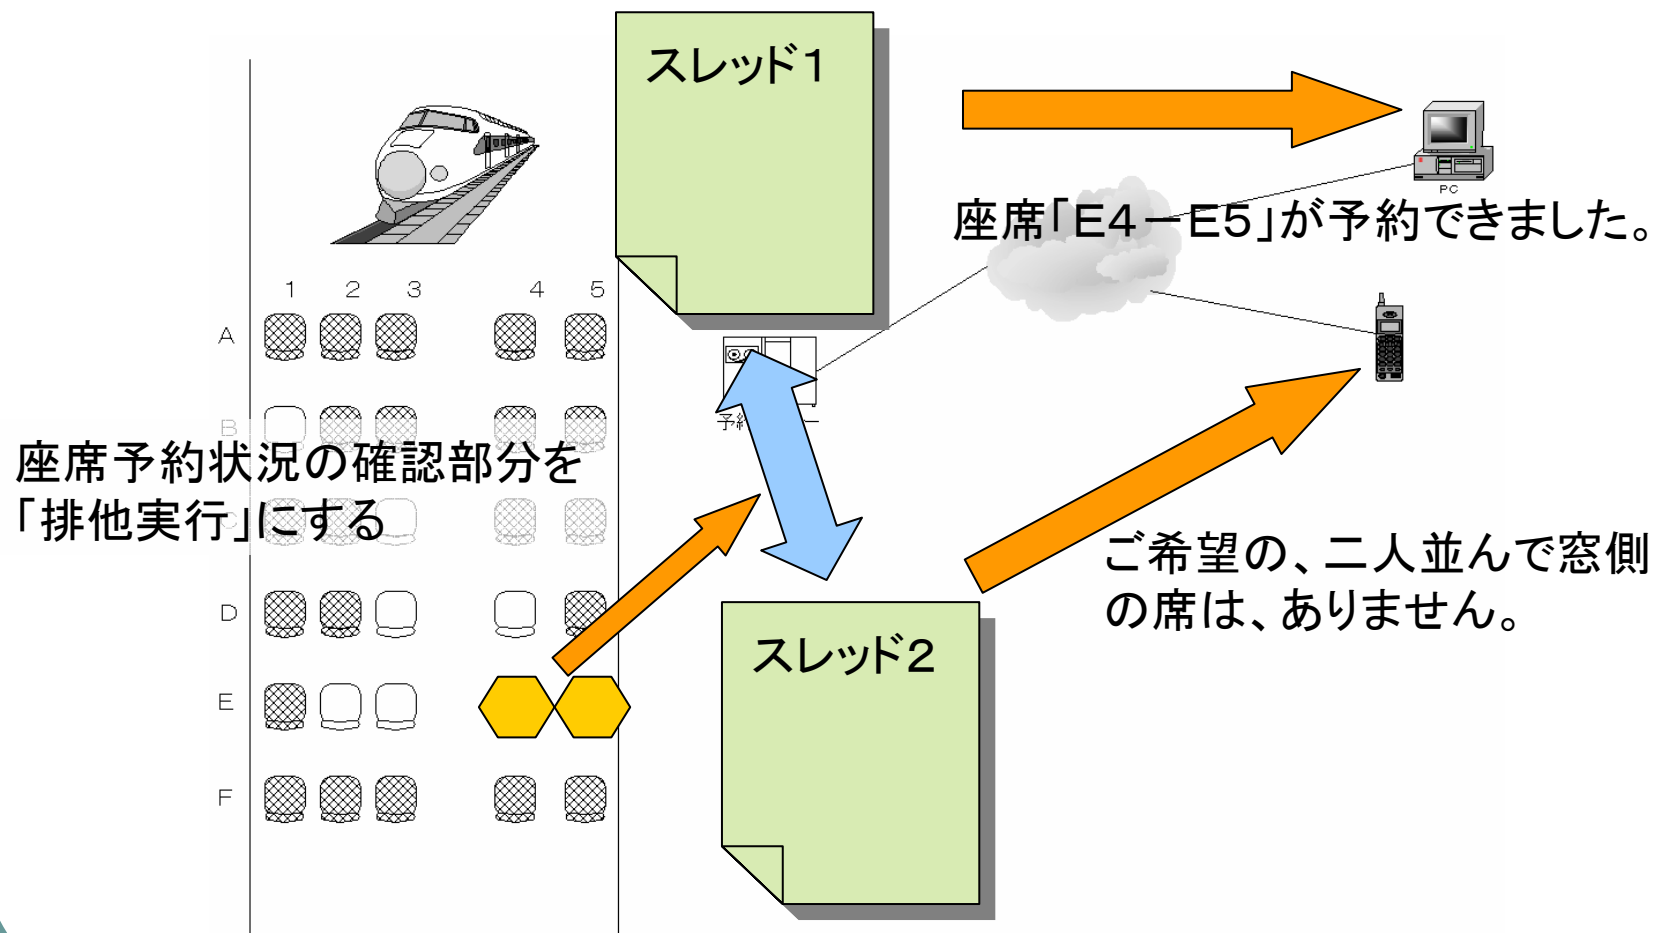 スレッド１
PC
座席「E４－E５」が予約できました。
1 2 3 4 5
A
B
座席予約状況の確認部分を
「排他実行」にする
C
ご希望の、二人並んで窓側
の席は、ありません。
D
スレッド２
E
F